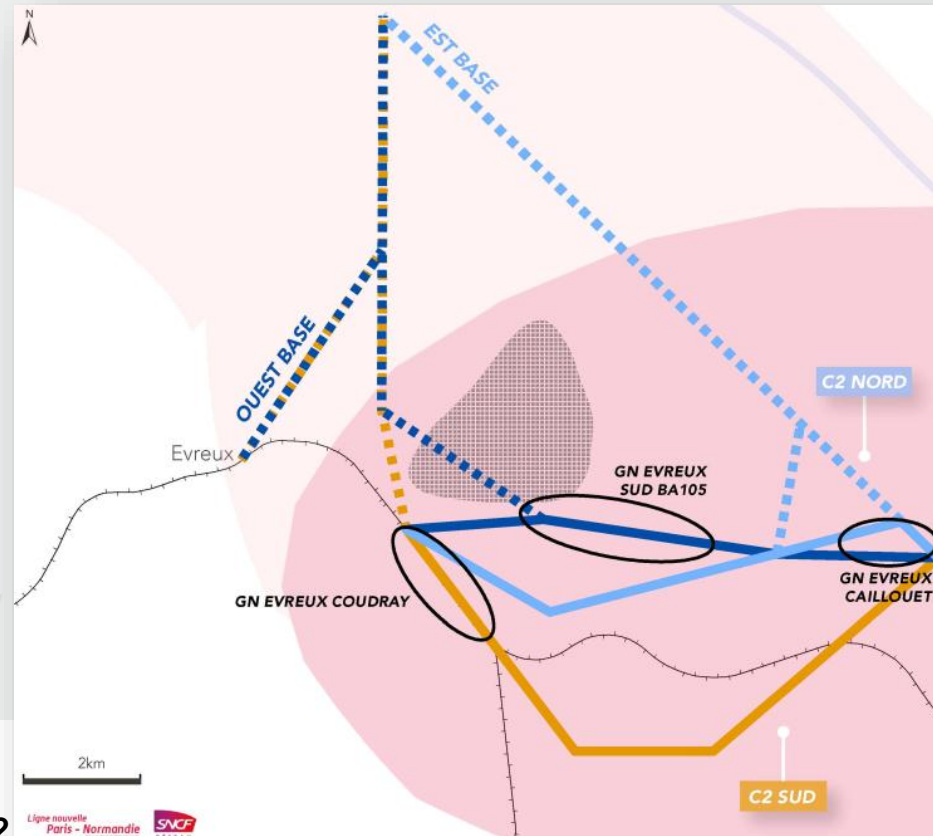 N
EST BASE
OUEST BASE
C2 NORD
Evreux
GN EVREUX
SUD BA105
GN EVREUX COUDRAY
GN EVREUX
CAILLOUET
2km
C2 SUD
Ligne nouvelle
Paris - Normandie
SNCF